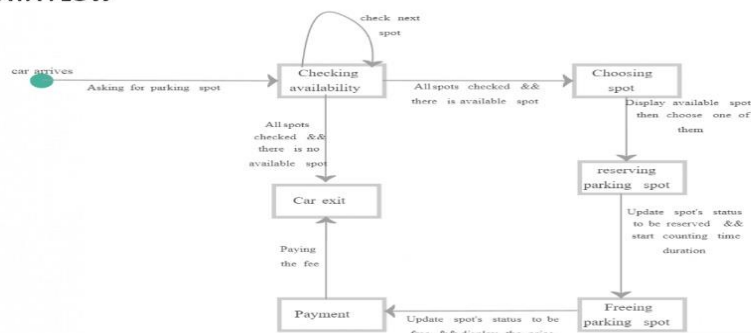 check next
spot
car arrives
Asking for parking spot
Checking
availability
All spots checked &&
there is available spot
Choosing
spot
All spots
checked &&
there is no
available spot
Display available spot
then choose one of
them
Car exit
reserving
parking spot
Update spot's status
to be reserved &&
start counting time
duration
Paying
the fee
Payment
Update spot's status to be
Freeing
parking spot